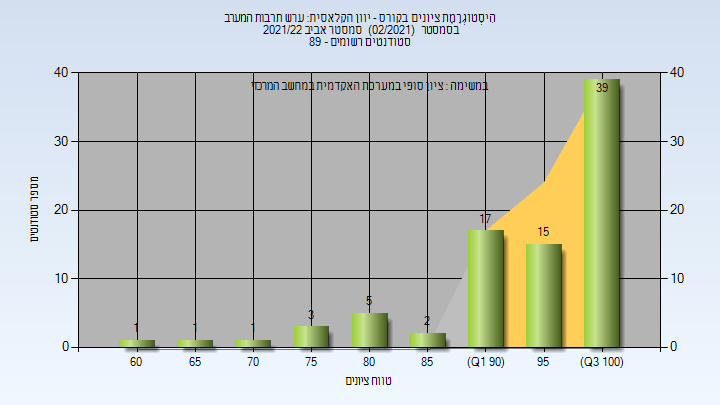 היסטוגרמת ציונים בקורס - יוון הקלאסית: ערש תרבות המערב
בסמסטר (02/2021) סמסטר אביב 2021/22
סטודנטים רשומים - 89
במשימה : ציון סופי במערכת האקדמית במחשב המרכזי
40 40
30 30
20 20
10 10
0 0
מספר סטודנטים
1 1 1 3 5 2 17 15 39
60 65 70 75 80 85 (Q1 90) 95 (Q3 100)
טווח ציונים